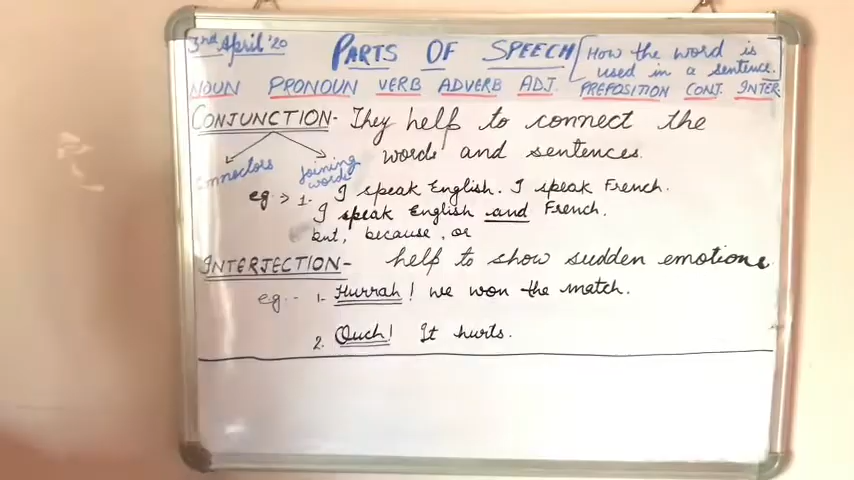 3rd April '20 PARTS OF SPEECH [How the word is
used in a sentence.
NOUN PRONOUN VERB ADVERB ADJ. PREPOSITION CONJ. INTER.
CONJUNCTION- They help to connect the
words and sentences.
connectors joining
words
eg. > 1. I speak English. I speak French.
I speak English and French.
but, because, or
INTERJECTION- help to show sudden emotions
eg.-- 1- Hurrah! we won the match.
2. Ouch! It hurts.